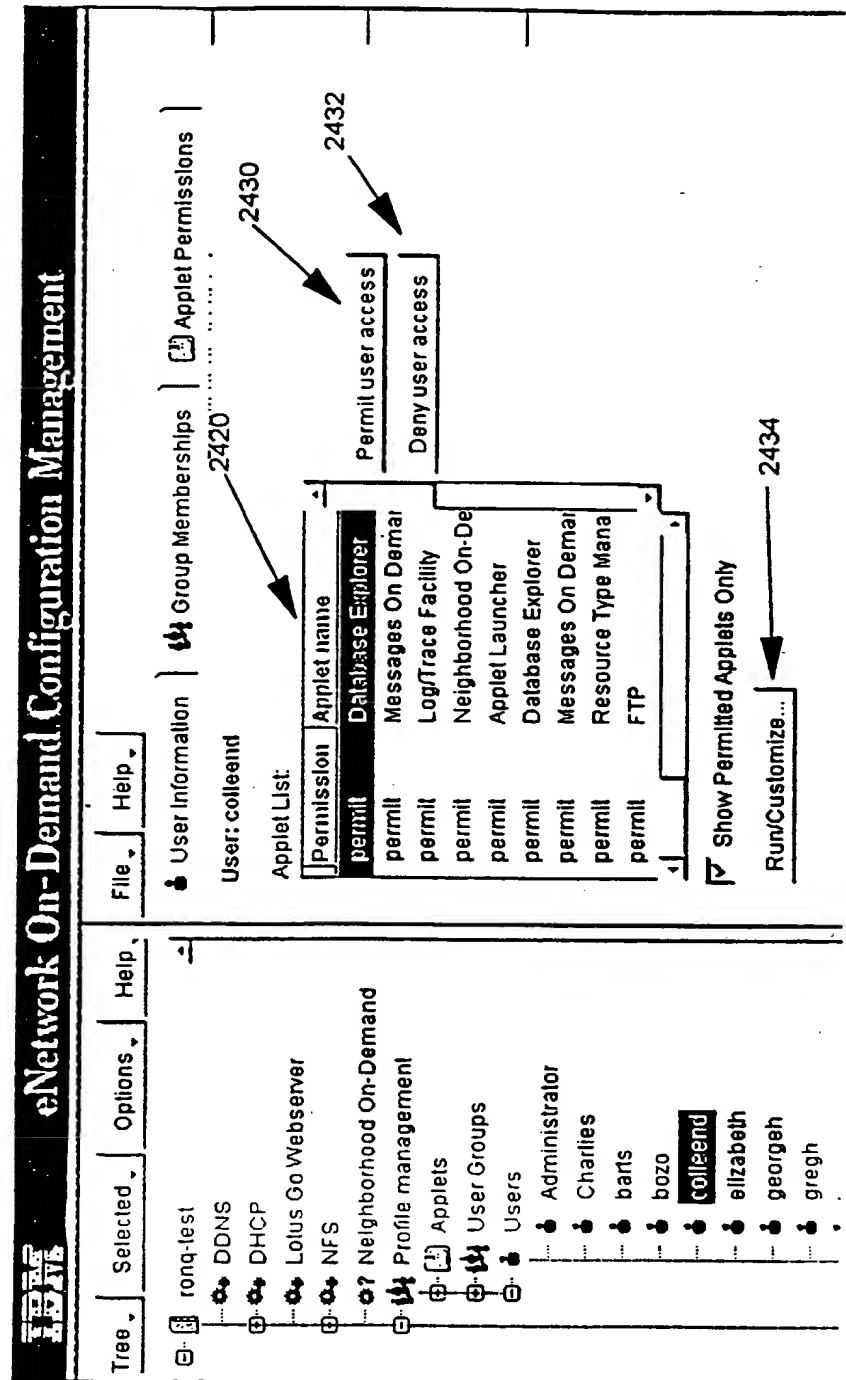 IBM eNetwork On-Demand Configuration Management
Tree Selected Options Help
ronq-test
DDNS
DHCP
Lotus Go Webserver
NFS
Neighborhood On-Demand
Profile management
Applets
User Groups
Users
Administrator
Charlies
barts
bozo
colleend
elizabeth
georgeh
gregh
File Help
User Information Group Memberships Applet Permissions
User: colleend
2420
2430
2432
Applet List:
Permission Applet name
permit Database Explorer
permit Messages On Demar
permit Log/Trace Facility
permit Neighborhood On-De
permit Applet Launcher
permit Database Explorer
permit Messages On Demar
permit Resource Type Mana
permit FTP
Permit user access
Deny user access
Show Permitted Applets Only
Run/Customize...
2434